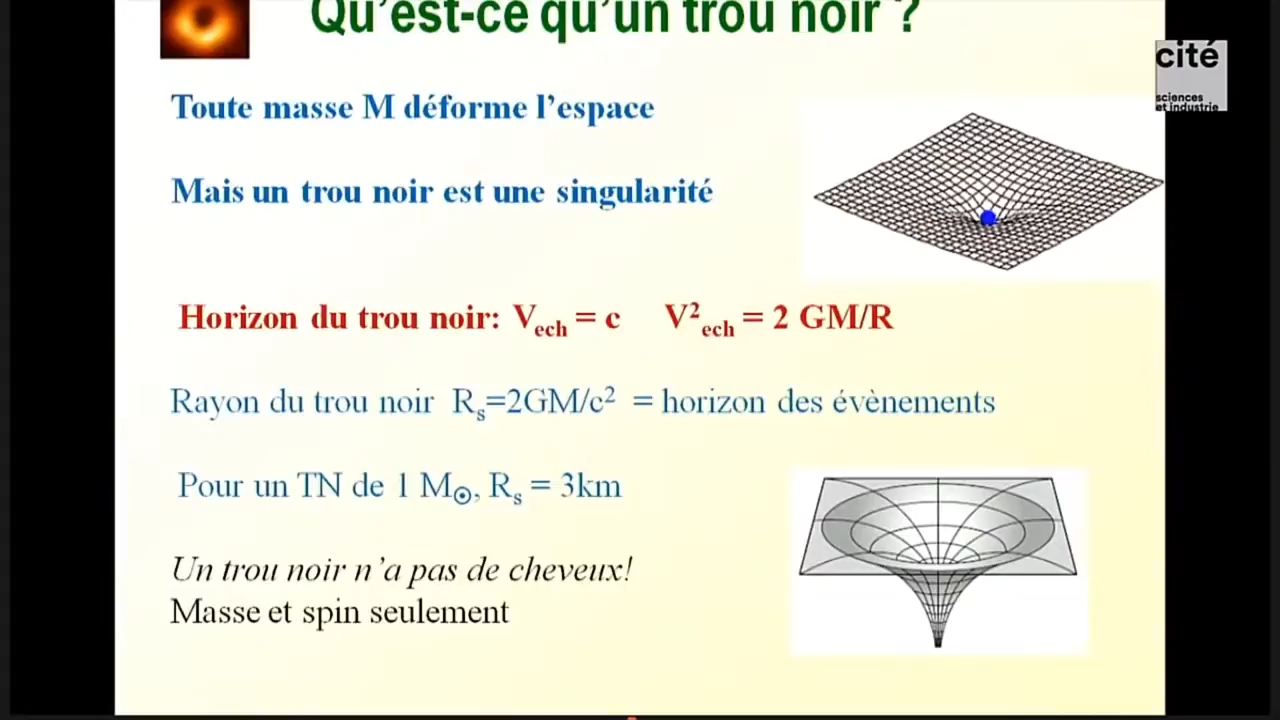 Qu'est-ce qu'un trou noir ?
cité
sciences
et industrie
Toute masse M déforme l'espace
Mais un trou noir est une singularité
Horizon du trou noir: Vech = c V²ech = 2 GM/R
Rayon du trou noir Rs=2GM/c² = horizon des évènements
Pour un TN de 1 M⊙, Rs = 3km
Un trou noir n'a pas de cheveux!
Masse et spin seulement